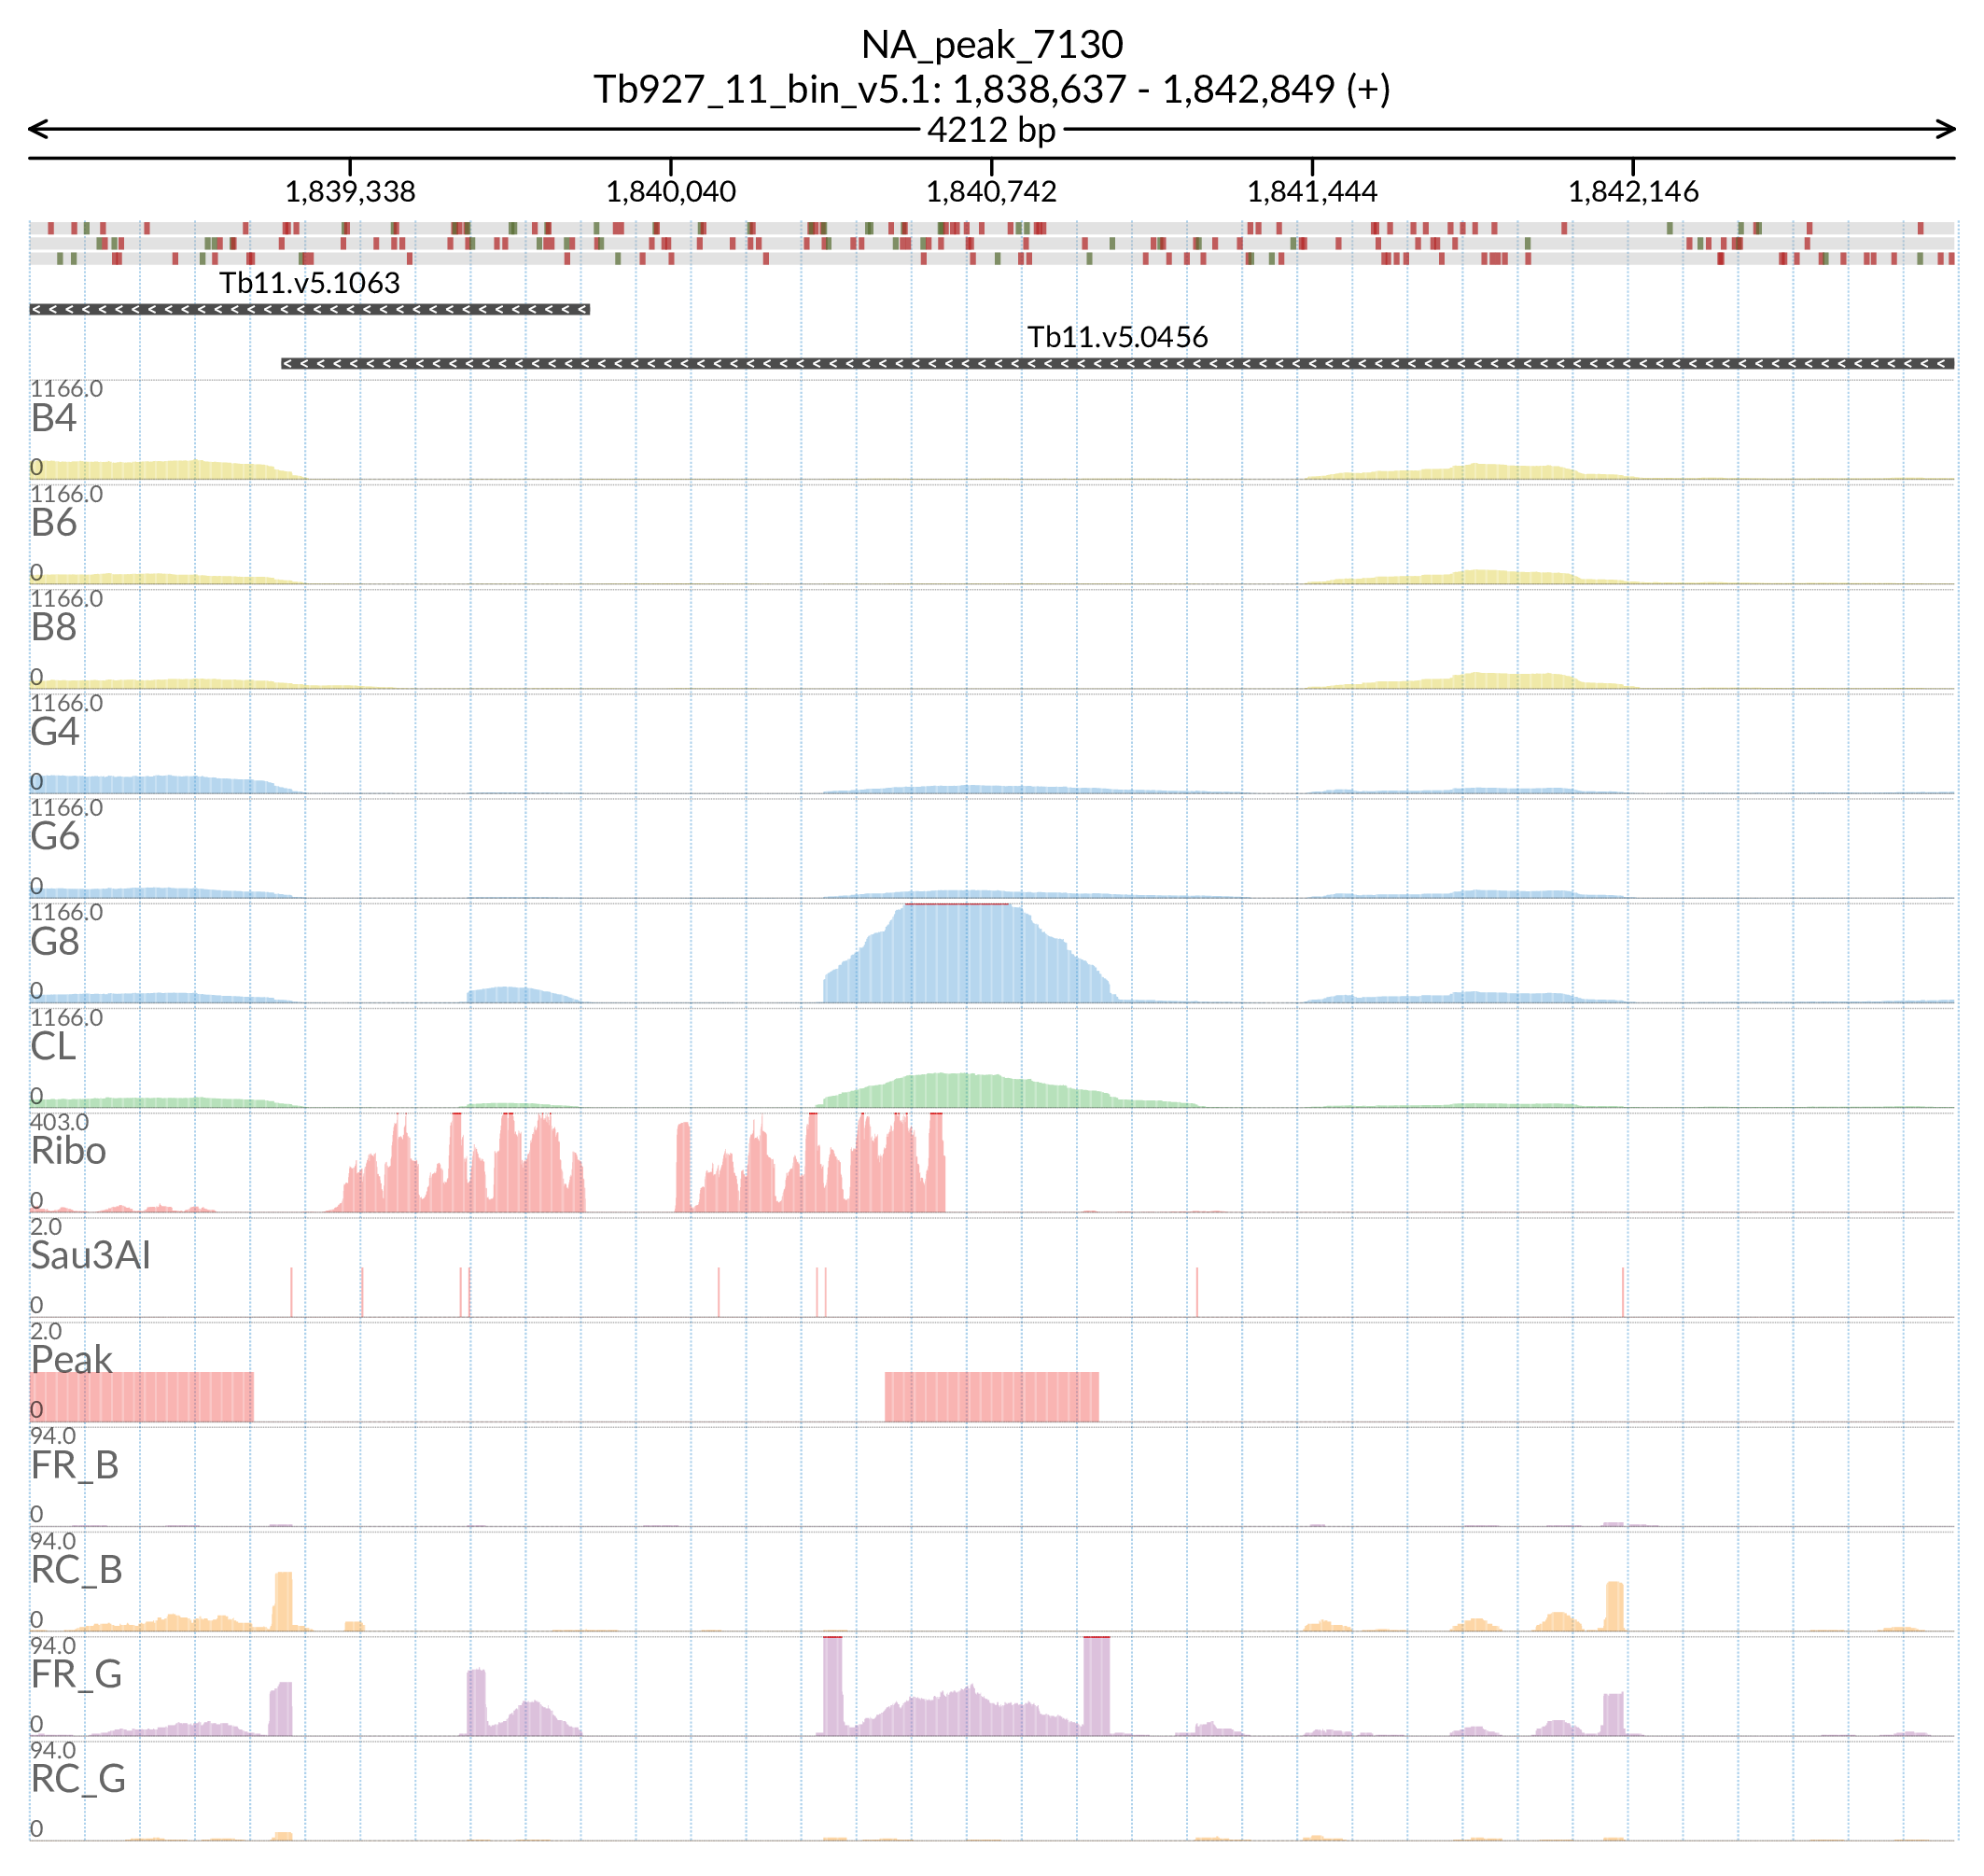 NA_peak_7130
Tb927_11_bin_v5.1: 1,838,637 - 1,842,849 (+)
4212 bp
1,839,338 1,840,040 1,840,742 1,841,444 1,842,146
Tb11.v5.1063
Tb11.v5.0456
1166.0
B4
0
1166.0
B6
0
1166.0
B8
0
1166.0
G4
0
1166.0
G6
0
1166.0
G8
0
1166.0
CL
0
403.0
Ribo
0
2.0
Sau3AI
0
2.0
Peak
0
94.0
FR_B
0
94.0
RC_B
0
94.0
FR_G
0
94.0
RC_G
0